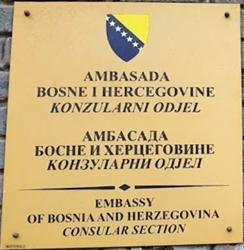 AMBASADA
BOSNE I HERCEGOVINE
KONZULARNI ODJEL
АМБАСАДА
БОСНЕ И ХЕРЦЕГОВИНЕ
КОНЗУЛАРНИ ОДЈЕЛ
EMBASSY
OF BOSNIA AND HERZEGOVINA
CONSULAR SECTION